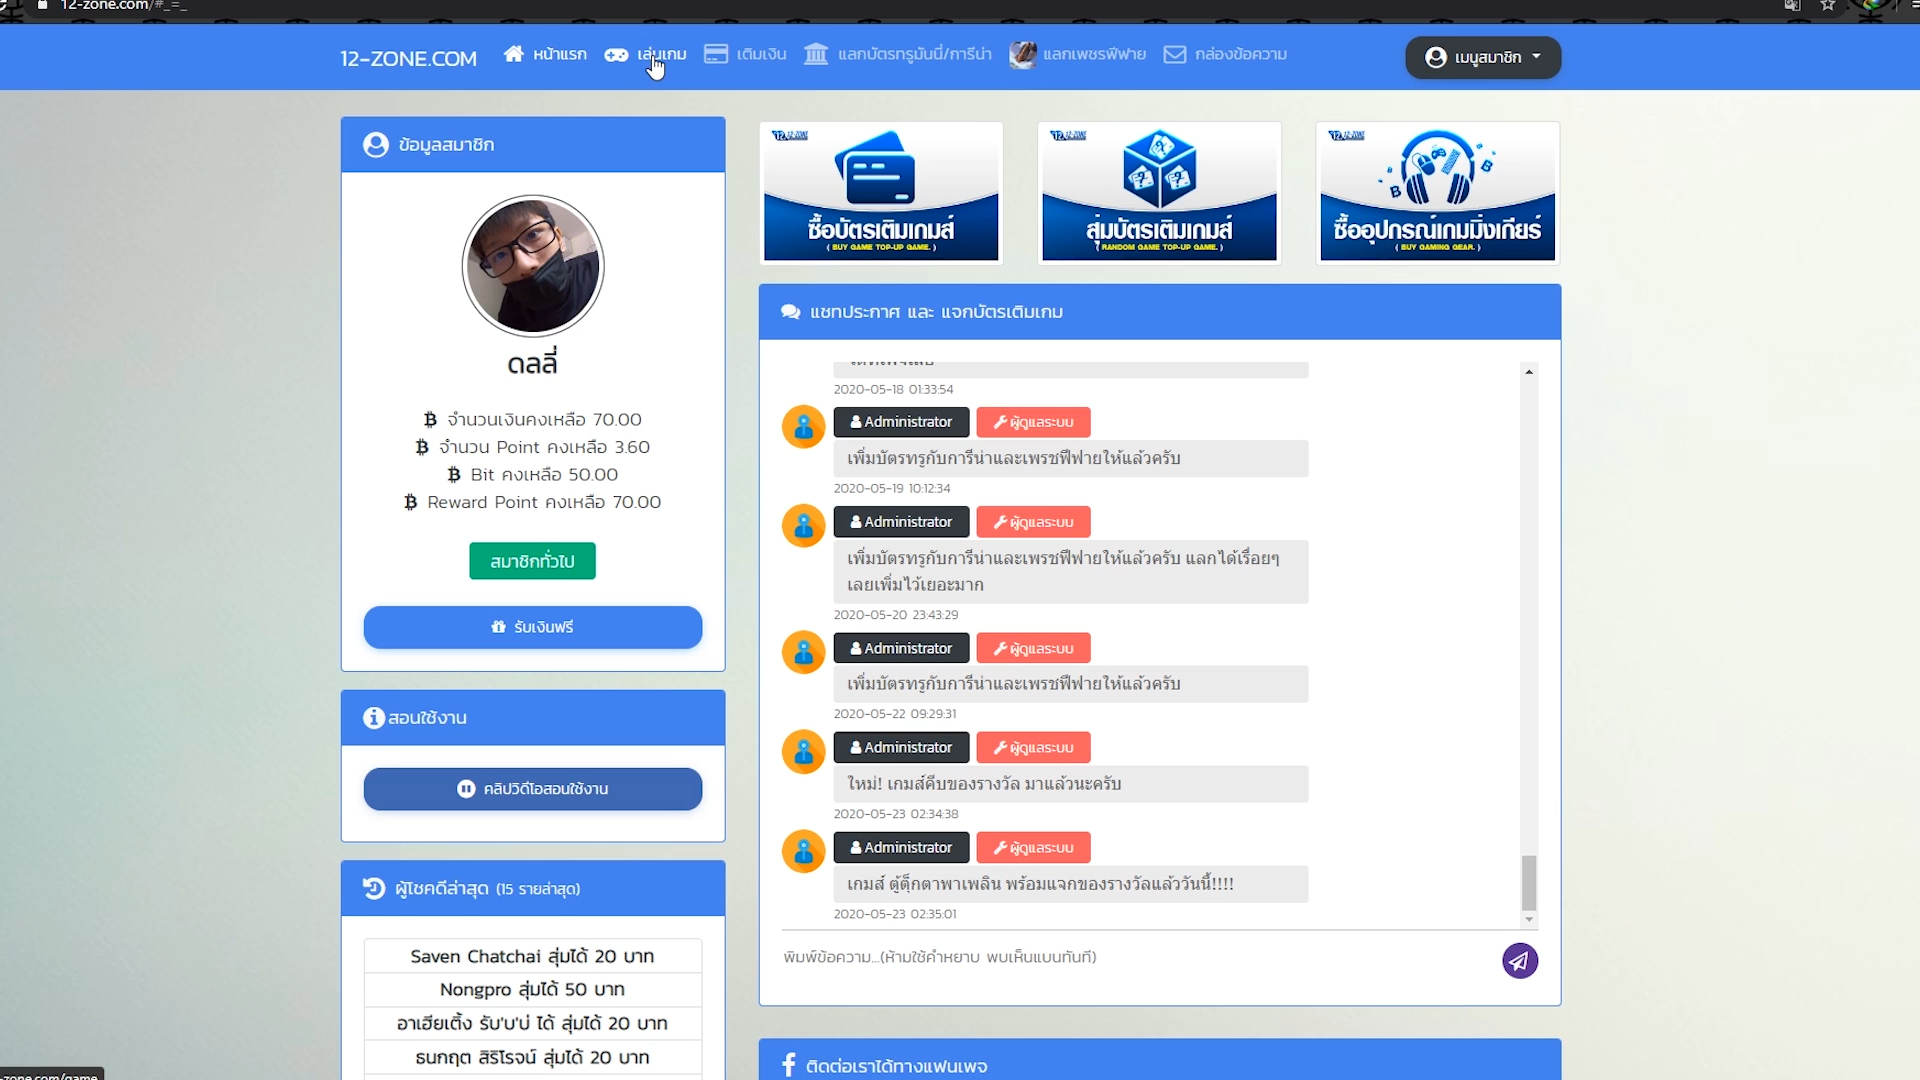 12-zone.com/#_=_
12-ZONE.COM
หน้าแรก
เล่นเกม
เติมเงิน
แลกบัตรทรูมันนี่/การีน่า
แลกเพชรฟีฟาย
กล่องข้อความ
เมนูสมาชิก
ข้อมูลสมาชิก
ดลลี่
จำนวนเงินคงเหลือ 70.00
จำนวน Point คงเหลือ 3.60
Bit คงเหลือ 50.00
Reward Point คงเหลือ 70.00
สมาชิกทั่วไป
รับเงินฟรี
สอนใช้งาน
คลิปวิดีโอสอนใช้งาน
ผู้โชคดีล่าสุด (15 รายล่าสุด)
Saven Chatchai สุ่มได้ 20 บาท
Nongpro สุ่มได้ 50 บาท
อาเฮียเติ้ง รับ'บ'บ่ ได้ สุ่มได้ 20 บาท
ธนกฤต สิริโรจน์ สุ่มได้ 20 บาท
12-ZONE
ซื้อบัตรเติมเกมส์
( BUY GAME TOP-UP GAME. )
12-ZONE
สุ่มบัตรเติมเกมส์
( RANDOM GAME TOP-UP GAME. )
12-ZONE
ซื้ออุปกรณ์เกมมิ่งเกียร์
( BUY GAMING GEAR. )
แชทประกาศ และ แจกบัตรเติมเกม
2020-05-18 01:33:54
Administrator ผู้ดูแลระบบ
เพิ่มบัตรทรูกับการีน่าและเพรชฟีฟายให้แล้วครับ
2020-05-19 10:12:34
Administrator ผู้ดูแลระบบ
เพิ่มบัตรทรูกับการีน่าและเพรชฟีฟายให้แล้วครับ แลกได้เรื่อยๆ
เลยเพิ่มไว้เยอะมาก
2020-05-20 23:43:29
Administrator ผู้ดูแลระบบ
เพิ่มบัตรทรูกับการีน่าและเพรชฟีฟายให้แล้วครับ
2020-05-22 09:29:31
Administrator ผู้ดูแลระบบ
ใหม่! เกมส์คีบของรางวัล มาแล้วนะครับ
2020-05-23 02:34:38
Administrator ผู้ดูแลระบบ
เกมส์ ตู้ตุ๊กตาพาเพลิน พร้อมแจกของรางวัลแล้ววันนี้!!!!
2020-05-23 02:35:01
พิมพ์ข้อความ...(ห้ามใช้คำหยาบ พบเห็นแบนทันที)
ติดต่อเราได้ทางแฟนเพจ
-zone.com/game